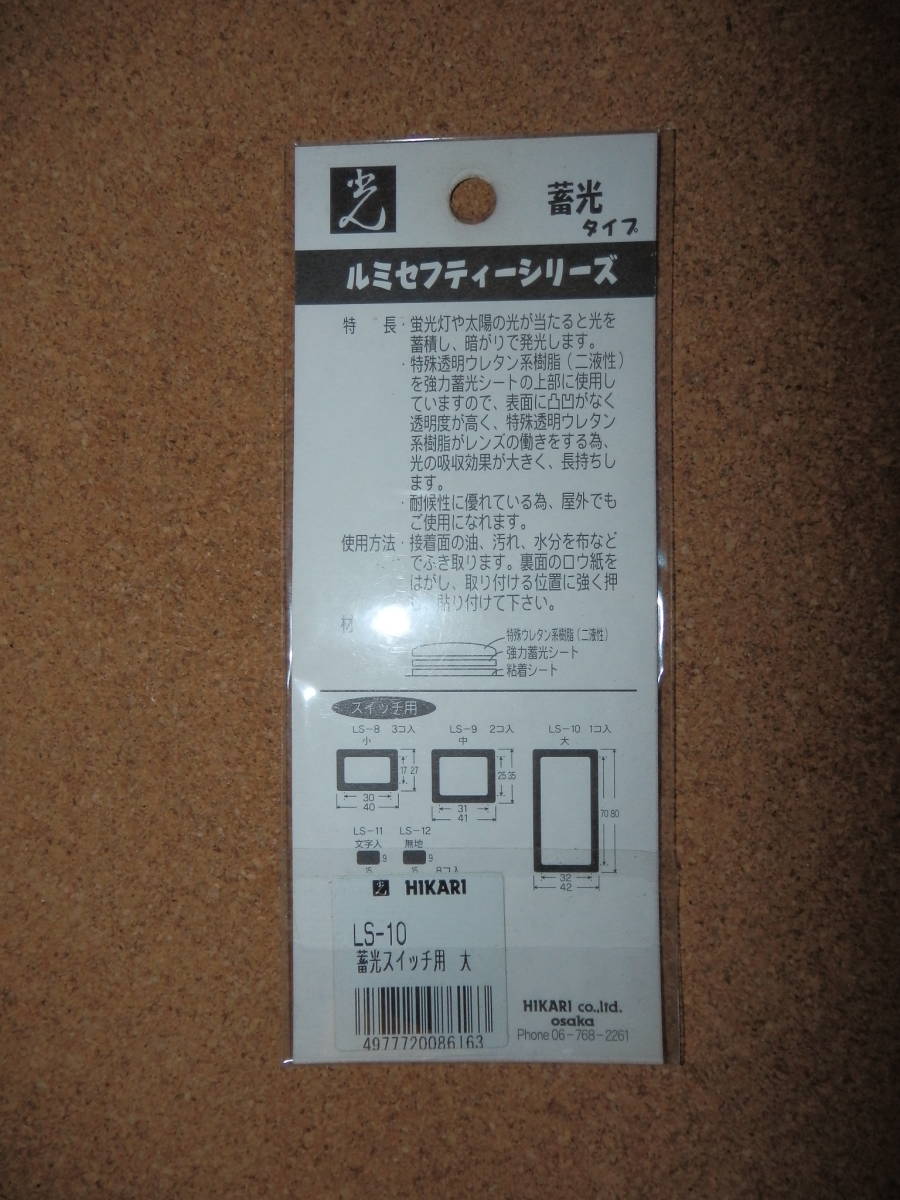 光
蓄光
タイプ
ルミセフティーシリーズ
特 長・蛍光灯や太陽の光が当たると光を
蓄積し、暗がりで発光します。
・特殊透明ウレタン系樹脂（二液性）
を強力蓄光シートの上部に使用し
ていますので、表面に凸凹がなく
透明度が高く、特殊透明ウレタン
系樹脂がレンズの働きをする為、
光の吸収効果が大きく、長持ちし
ます。
・耐候性に優れている為、屋外でも
ご使用になれます。
使用方法・接着面の油、汚れ、水分を布など
でふき取ります。裏面のロウ紙を
はがし、取り付ける位置に強く押
貼り付けて下さい。
材
特殊ウレタン系樹脂（二液性）
強力蓄光シート
粘着シート
スイッチ用
LS-8 3コ入
小
17 27
30
40
LS-9 2コ入
中
25 35
31
41
LS-10 1コ入
大
70 80
32
42
LS-11
文字入
9
15
LS-12
無地
9
15
8コ入
光 HIKARI
LS-10
蓄光スイッチ用 大
4977720086163
HIKARI co.,ltd.
osaka
Phone 06-768-2261